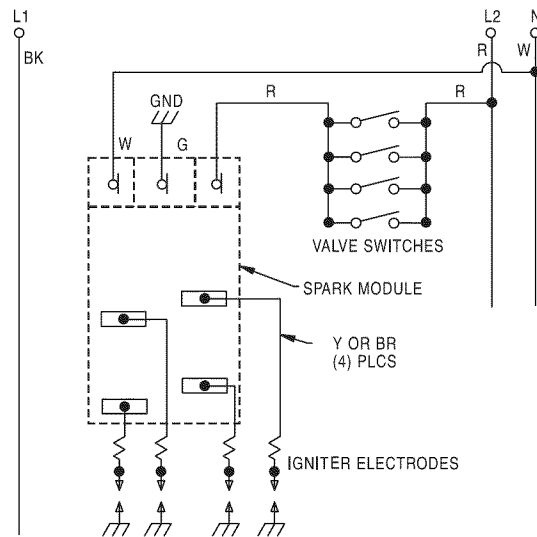 L1
L2
N
BK
R
W
GND
R
R
W
G
VALVE SWITCHES
SPARK MODULE
Y OR BR
(4) PLCS
IGNITER ELECTRODES